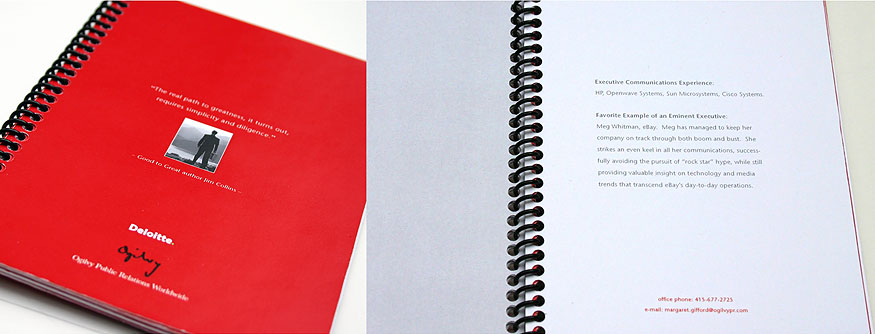 "The real path to greatness, it turns out,
requires simplicity and diligence."
- Good to Great author Jim Collins -
Deloitte.
Ogilvy
Ogilvy Public Relations Worldwide
Executive Communications Experience.
HP, Openwave Systems, Sun Microsystems, Cisco Systems.
Favorite Example of an Eminent Executive.
Meg Whitman, eBay.  Meg has managed to keep her
company on track through both boom and bust.  She
strikes an even keel in all her communications, success-
fully avoiding the pursuit of "rock star" hype, while still
providing valuable insight on technology and media
trends that transcend eBay's day-to-day operations.
office phone: 415-677-2725
e-mail: margaret.gifford@ogilvypr.com